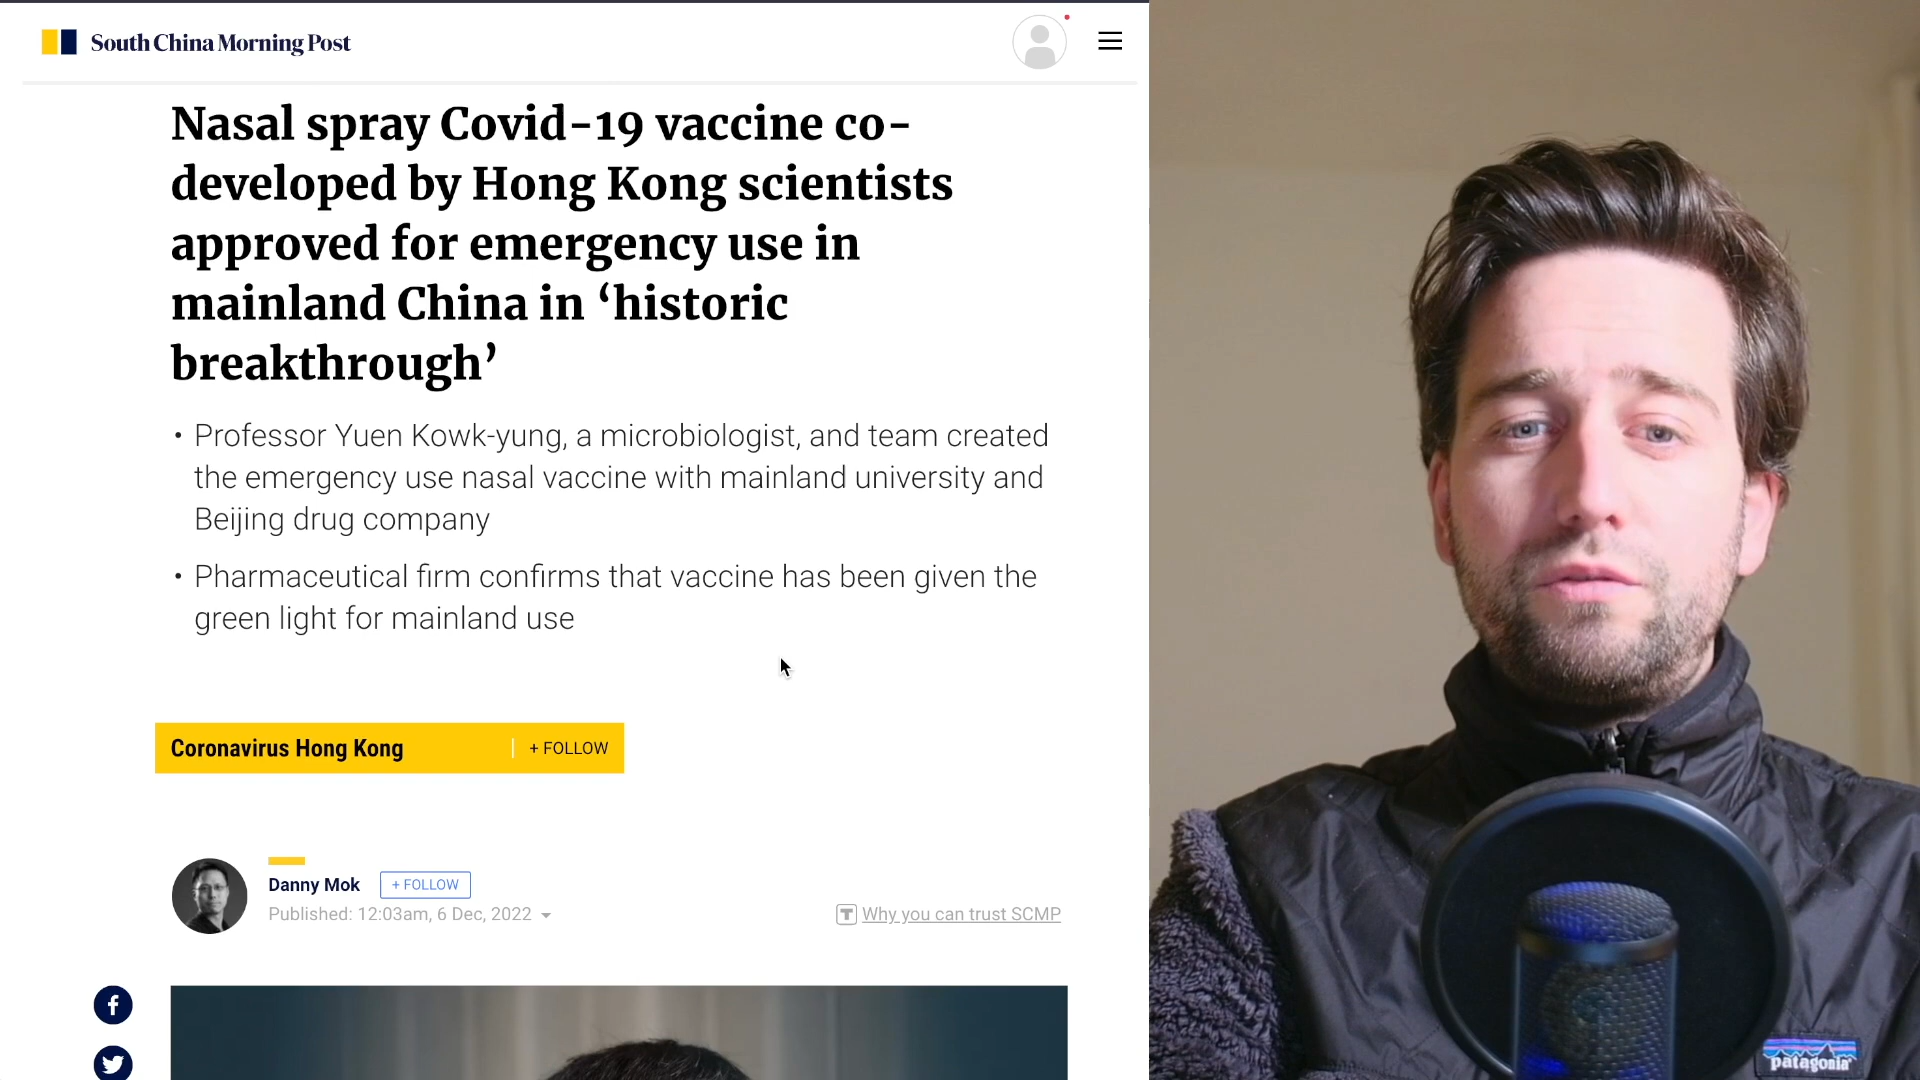 South China Morning Post
Nasal spray Covid-19 vaccine co-
developed by Hong Kong scientists
approved for emergency use in
mainland China in ‘historic
breakthrough’
• Professor Yuen Kowk-yung, a microbiologist, and team created
the emergency use nasal vaccine with mainland university and
Beijing drug company
• Pharmaceutical firm confirms that vaccine has been given the
green light for mainland use
Coronavirus Hong Kong | + FOLLOW
Danny Mok + FOLLOW
Published: 12:03am, 6 Dec, 2022
T Why you can trust SCMP
patagonia